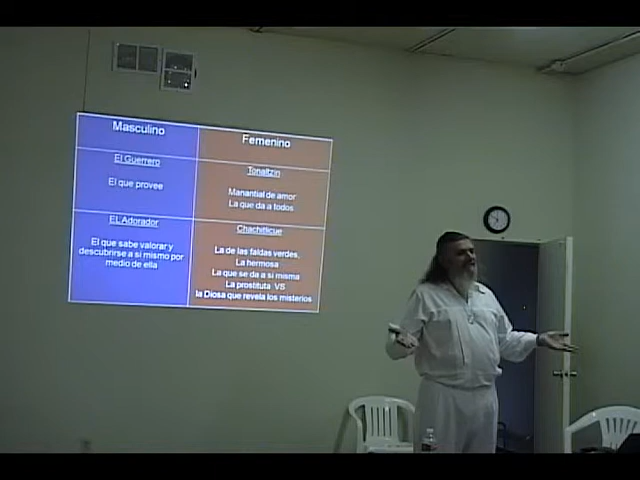 Masculino
Femenino
El Guerrero
El que provee
Tonaltzin
Manantial de amor
La que da a todos
EL Adorador
El que sabe valorar y
descubrirse a si mismo por
medio de ella
Chachitlicue
La de las faldas verdes,
La hermosa
La que se da a si misma
La prostituta VS
la Diosa que revela los misterios